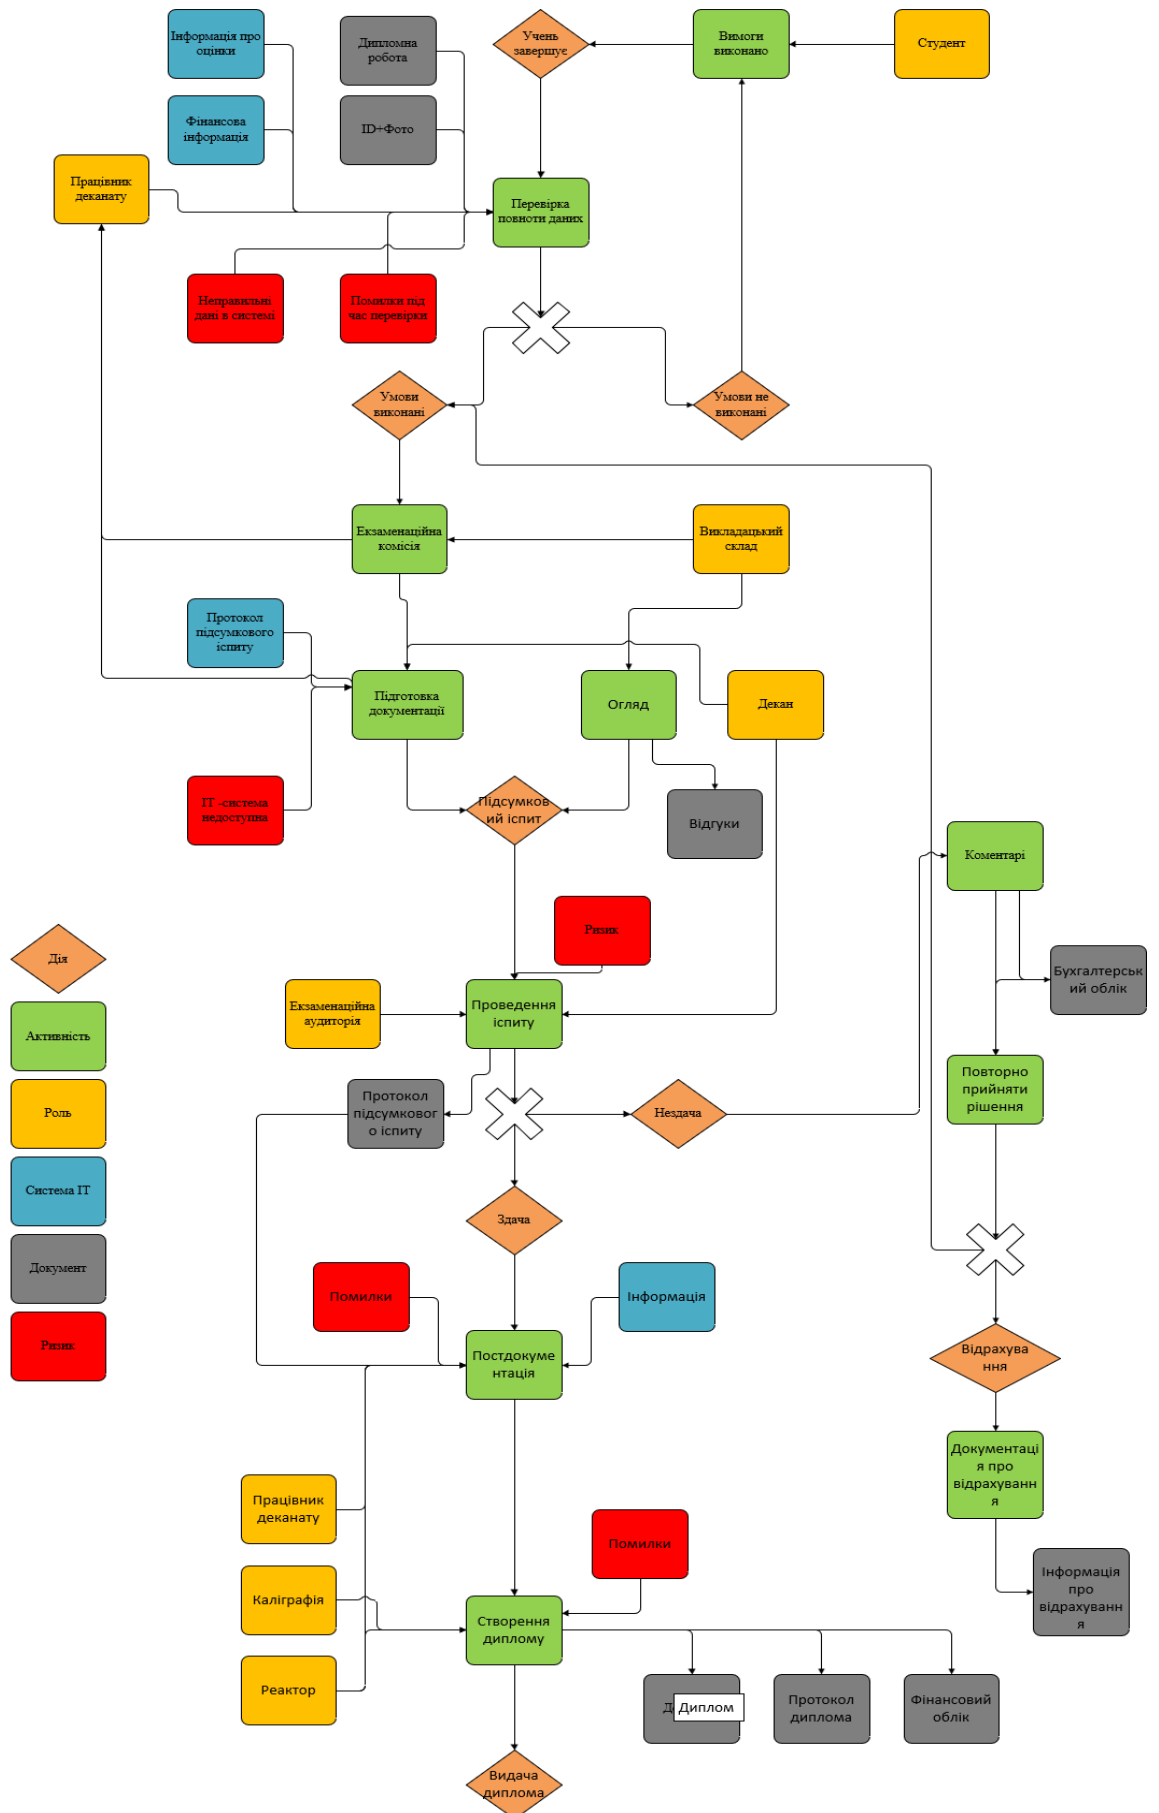 Інформація про
оцінки
Дипломна
робота
Учень
завершує
Вимоги
виконано
Студент
Фінансова
інформація
ID+Фото
Працівник
деканату
Перевірка
повноти даних
Неправильні
дані в системі
Помилки під
час перевірки
Умови
виконані
Умови не
виконані
Екзаменаційна
комісія
Викладацький
склад
Протокол
підсумкового
іспиту
Підготовка
документації
Огляд
Декан
ІТ -система
недоступна
Підсумков
ий іспит
Відгуки
Коментарі
Ризик
Бухгалтерськ
ий облік
Дія
Екзаменаційна
аудиторія
Проведення
іспиту
Активність
Повторно
прийняти
рішення
Роль
Протокол
підсумковог
о іспиту
Нездача
Система ІТ
Здача
Документ
Помилки
Інформація
Ризик
Постдокуме
нтація
Відрахува
ння
Документаці
я про
відрахуванн
я
Працівник
деканату
Помилки
Каліграфія
Створення
диплому
Інформація
про
відрахуванн
я
Реактор
Диплом
Протокол
диплома
Фінансовий
облік
Видача
диплома